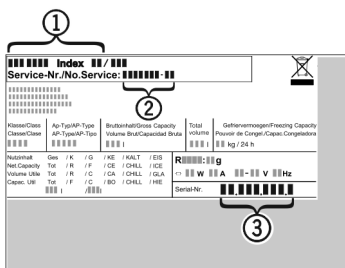 1
Index /
Service-Nr./No.Service: -
2
Klasse/Class Ap-Typ/AP-Type Bruttoinhalt/Gross Capacity Total Gefriervermoegen/Freezing Capacity
Classe/Clase AP-Type/AP-Tipo Volume Brut/Capacidad Bruta volume Pouvoir de Congel./Capac.Congeladora
l l kg / 24 h
Nutzinhalt Ges / K / G / KE / KALT / EIS
Net.Capacity Tot / R / F / CE / CHILL / ICE
Volume Utile Tot / R / C / CA / CHILL / GLA
Capac. Util Tot / F / C / BO / CHILL / HIE
l / l
R : g
W A - V Hz
Serial-Nr. . . .
3